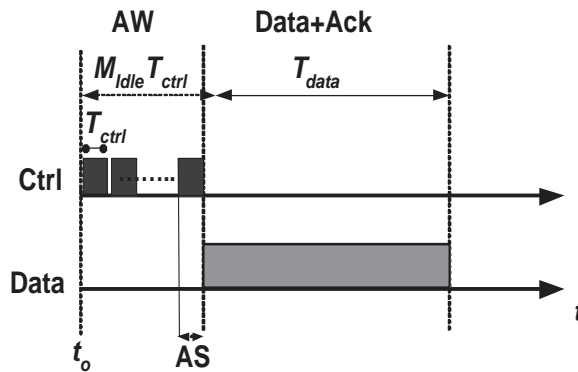 AW Data+Ack
M_Idle T_ctrl T_data
T_ctrl
Ctrl
Data
t
t_o AS